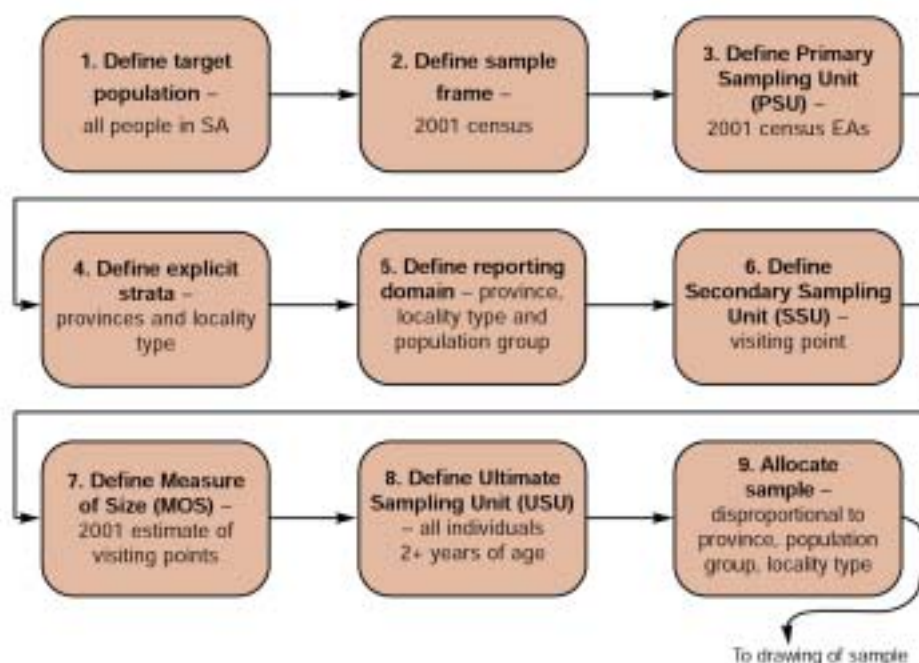 1. Define target
population –
all people in SA
2. Define sample
frame –
2001 census
3. Define Primary
Sampling Unit
(PSU) –
2001 census EAs
4. Define explicit
strata –
provinces and locality
type
5. Define reporting
domain – province,
locality type and
population group
6. Define
Secondary Sampling
Unit (SSU) –
visiting point
7. Define Measure
of Size (MOS) –
2001 estimate of
visiting points
8. Define Ultimate
Sampling Unit (USU)
– all individuals
2+ years of age
9. Allocate
sample –
disproportional to
province, population
group, locality type
To drawing of sample